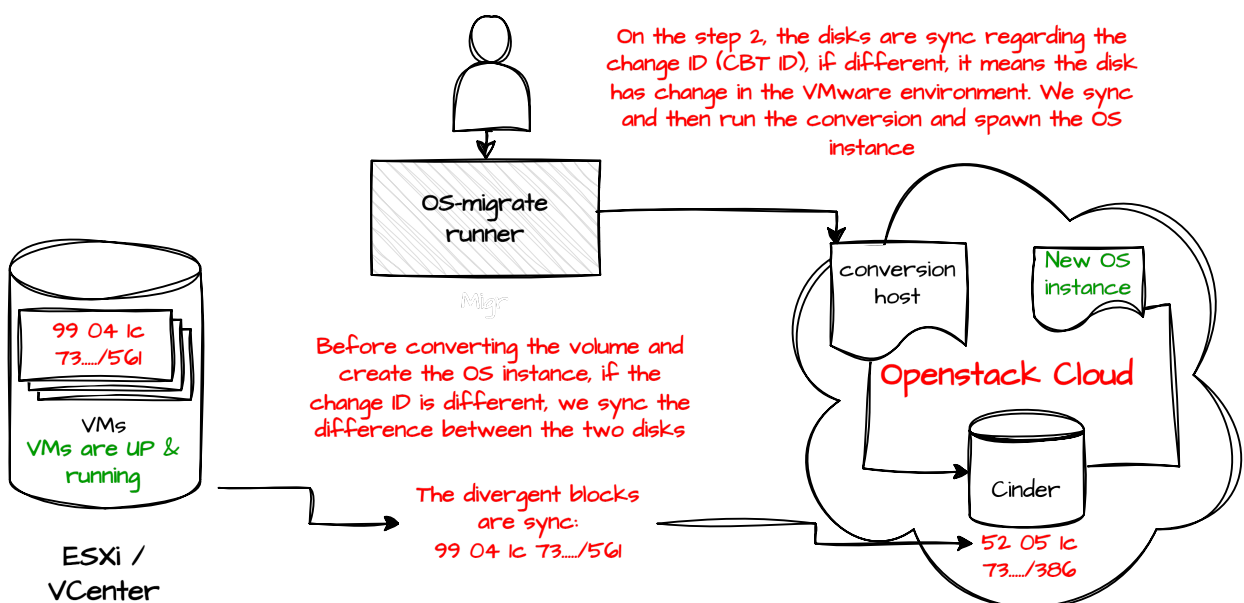 On the step 2, the disks are sync regarding the
change ID (CBT ID), if different, it means the disk
has change in the VMware environment. We sync
and then run the conversion and spawn the OS
instance
OS-migrate
runner
conversion
host
New OS
instance
Migr
99 04 1c
73...../561
Before converting the volume and
create the OS instance, if the
change ID is different, we sync the
difference between the two disks
Openstack Cloud
VMs
VMs are UP &
running
Cinder
The divergent blocks
are sync:
99 04 1c 73...../561
52 05 1c
73...../386
ESXi /
VCenter